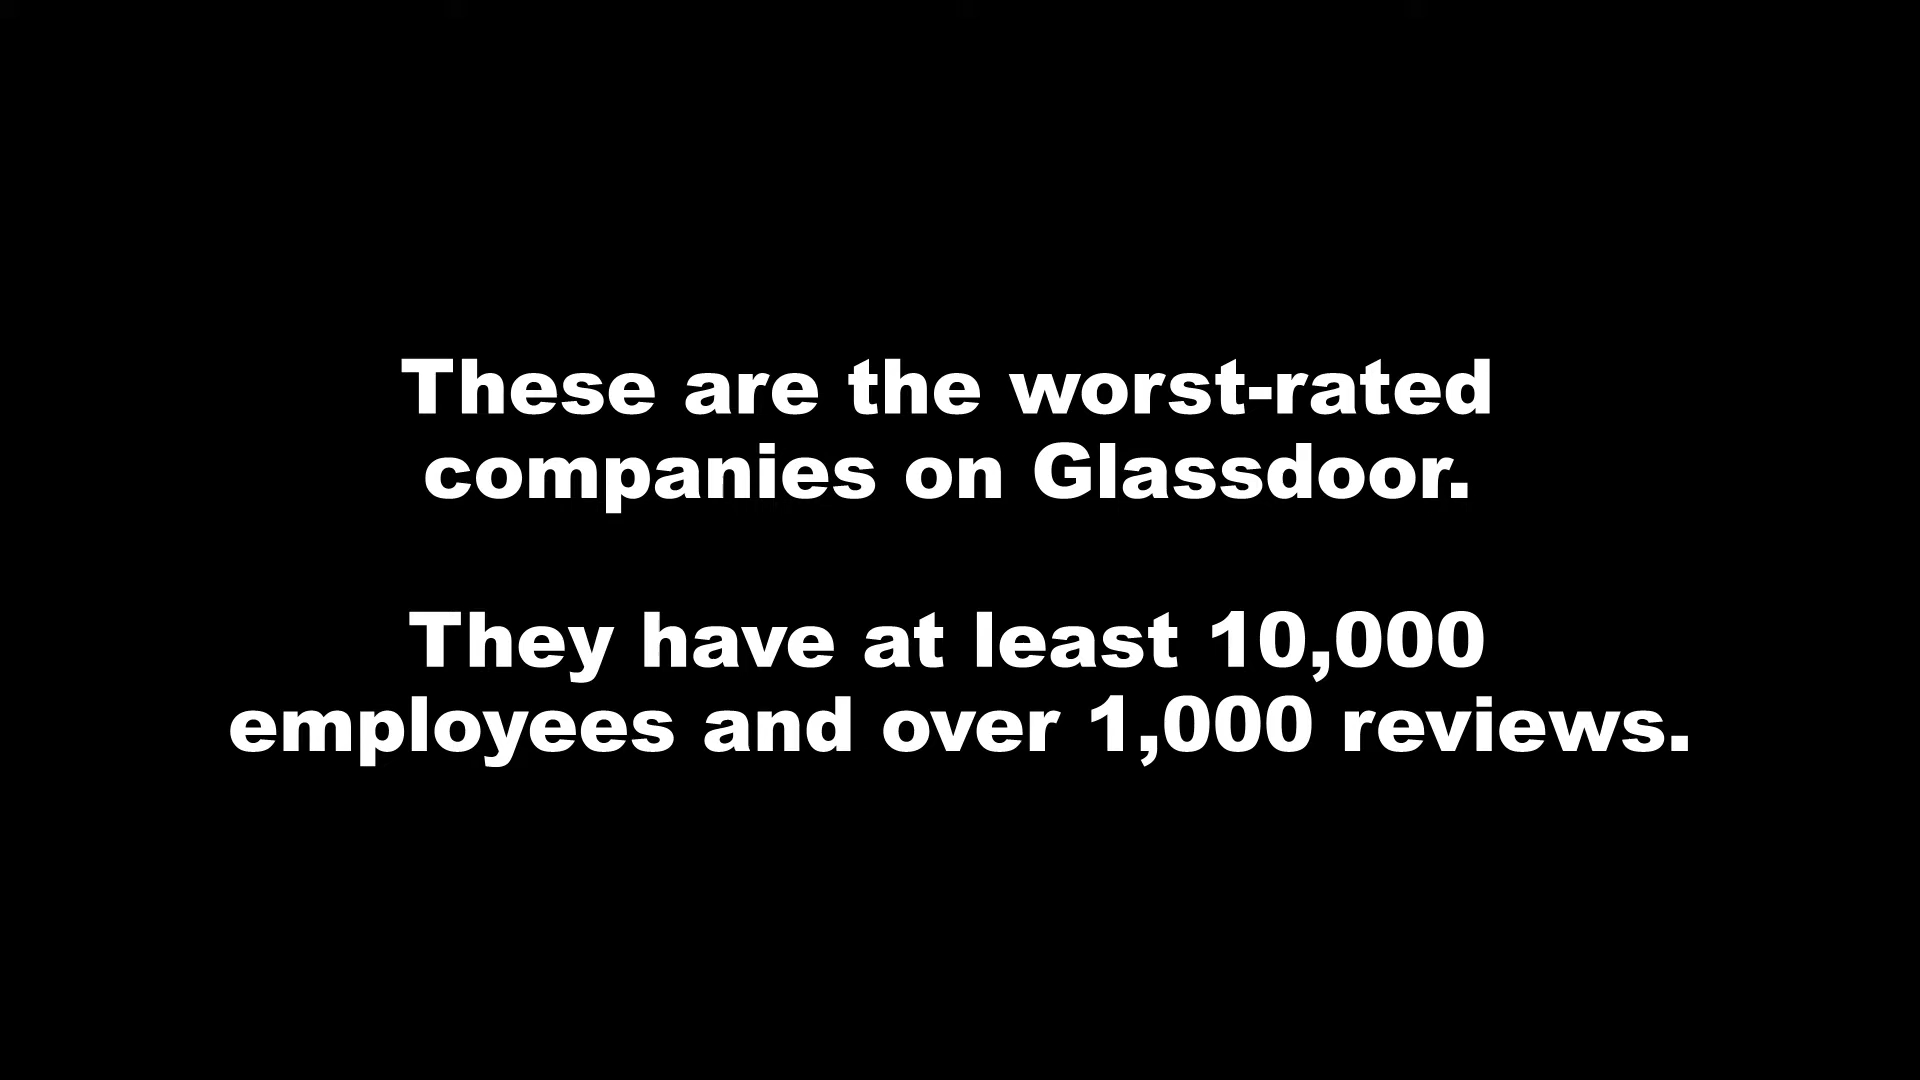 These are the worst-rated
companies on Glassdoor.
They have at least 10,000
employees and over 1,000 reviews.